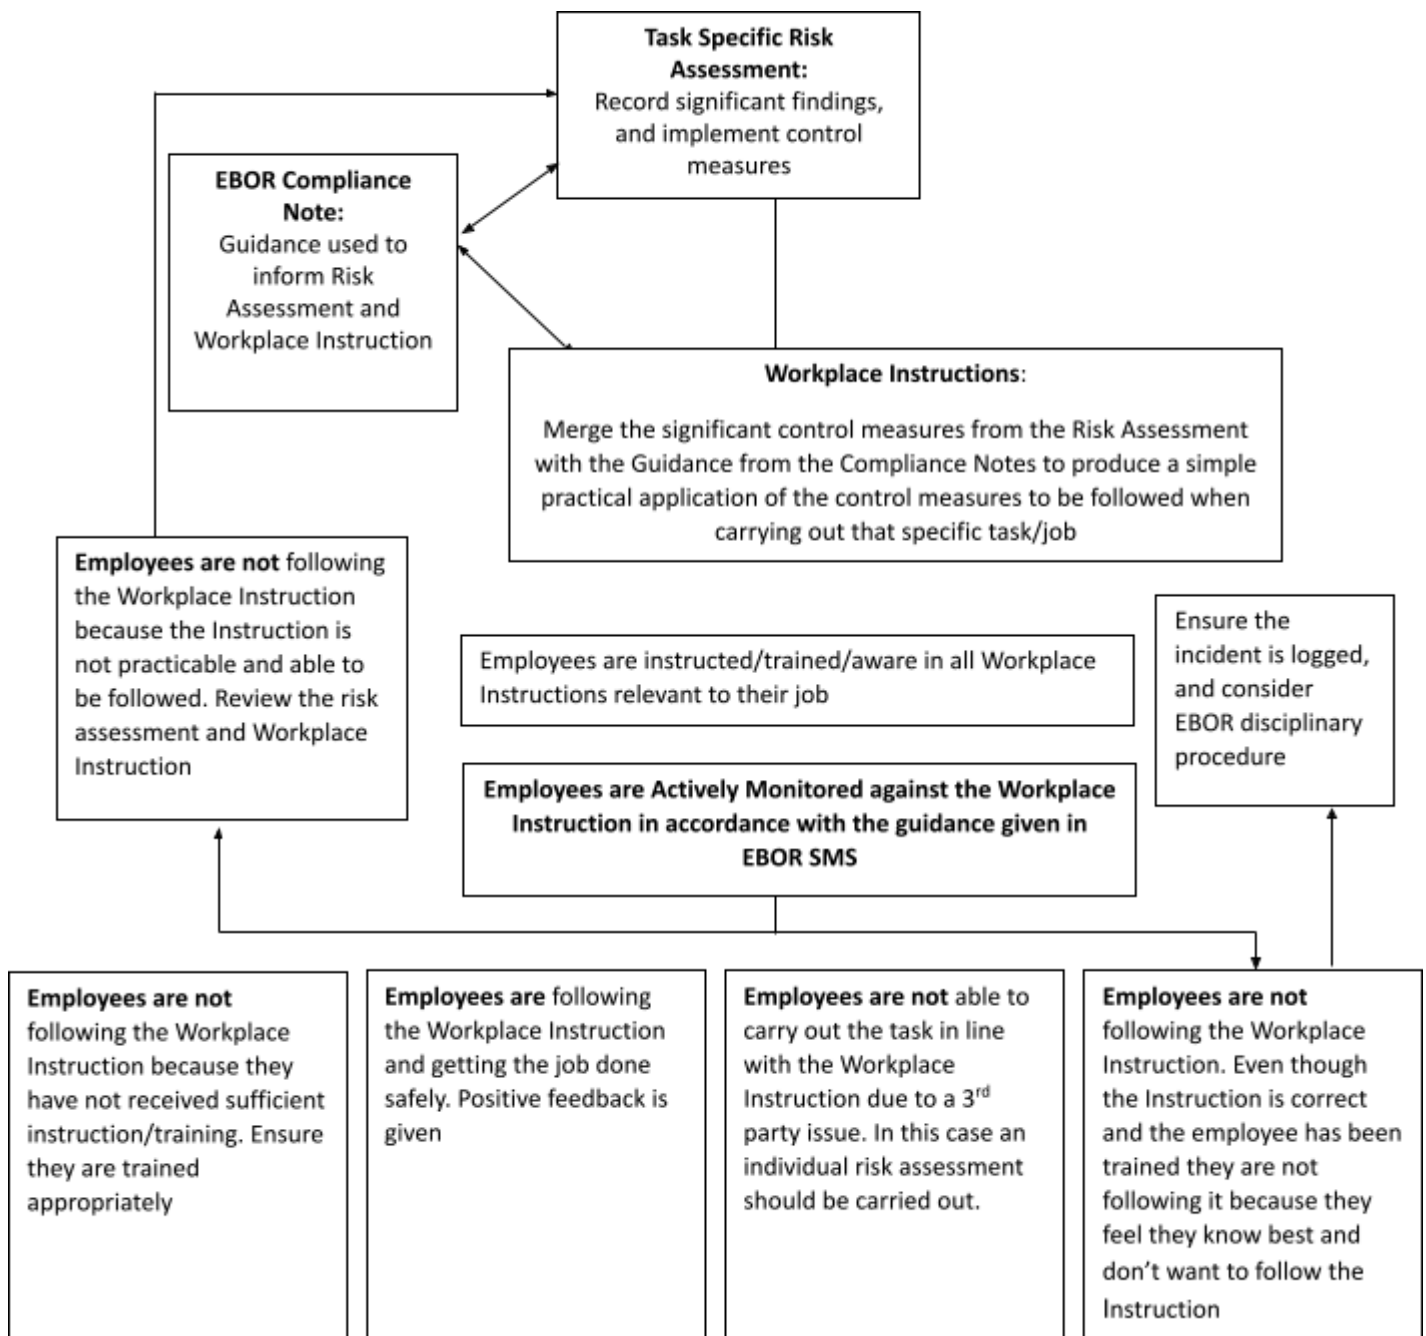 Task Specific Risk
Assessment:
Record significant findings,
and implement control
measures
EBOR Compliance
Note:
Guidance used to
inform Risk
Assessment and
Workplace Instruction
Workplace Instructions:
Merge the significant control measures from the Risk Assessment
with the Guidance from the Compliance Notes to produce a simple
practical application of the control measures to be followed when
carrying out that specific task/job
Employees are not following
the Workplace Instruction
because the Instruction is
not practicable and able to
be followed. Review the risk
assessment and Workplace
Instruction
Employees are instructed/trained/aware in all Workplace
Instructions relevant to their job
Ensure the
incident is logged,
and consider
EBOR disciplinary
procedure
Employees are Actively Monitored against the Workplace
Instruction in accordance with the guidance given in
EBOR SMS
Employees are not
following the Workplace
Instruction because they
have not received sufficient
instruction/training. Ensure
they are trained
appropriately
Employees are following
the Workplace Instruction
and getting the job done
safely. Positive feedback is
given
Employees are not able to
carry out the task in line
with the Workplace
Instruction due to a 3rd
party issue. In this case an
individual risk assessment
should be carried out.
Employees are not
following the Workplace
Instruction. Even though
the Instruction is correct
and the employee has been
trained they are not
following it because they
feel they know best and
don’t want to follow the
Instruction